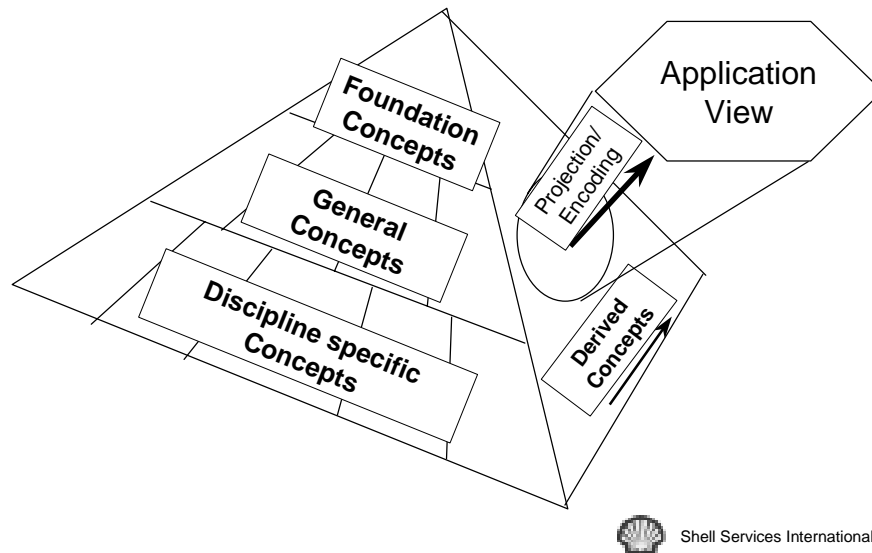 Foundation
Concepts
General
Concepts
Discipline specific
Concepts
Projection/
Encoding
Application
View
Derived
Concepts
Shell Services International